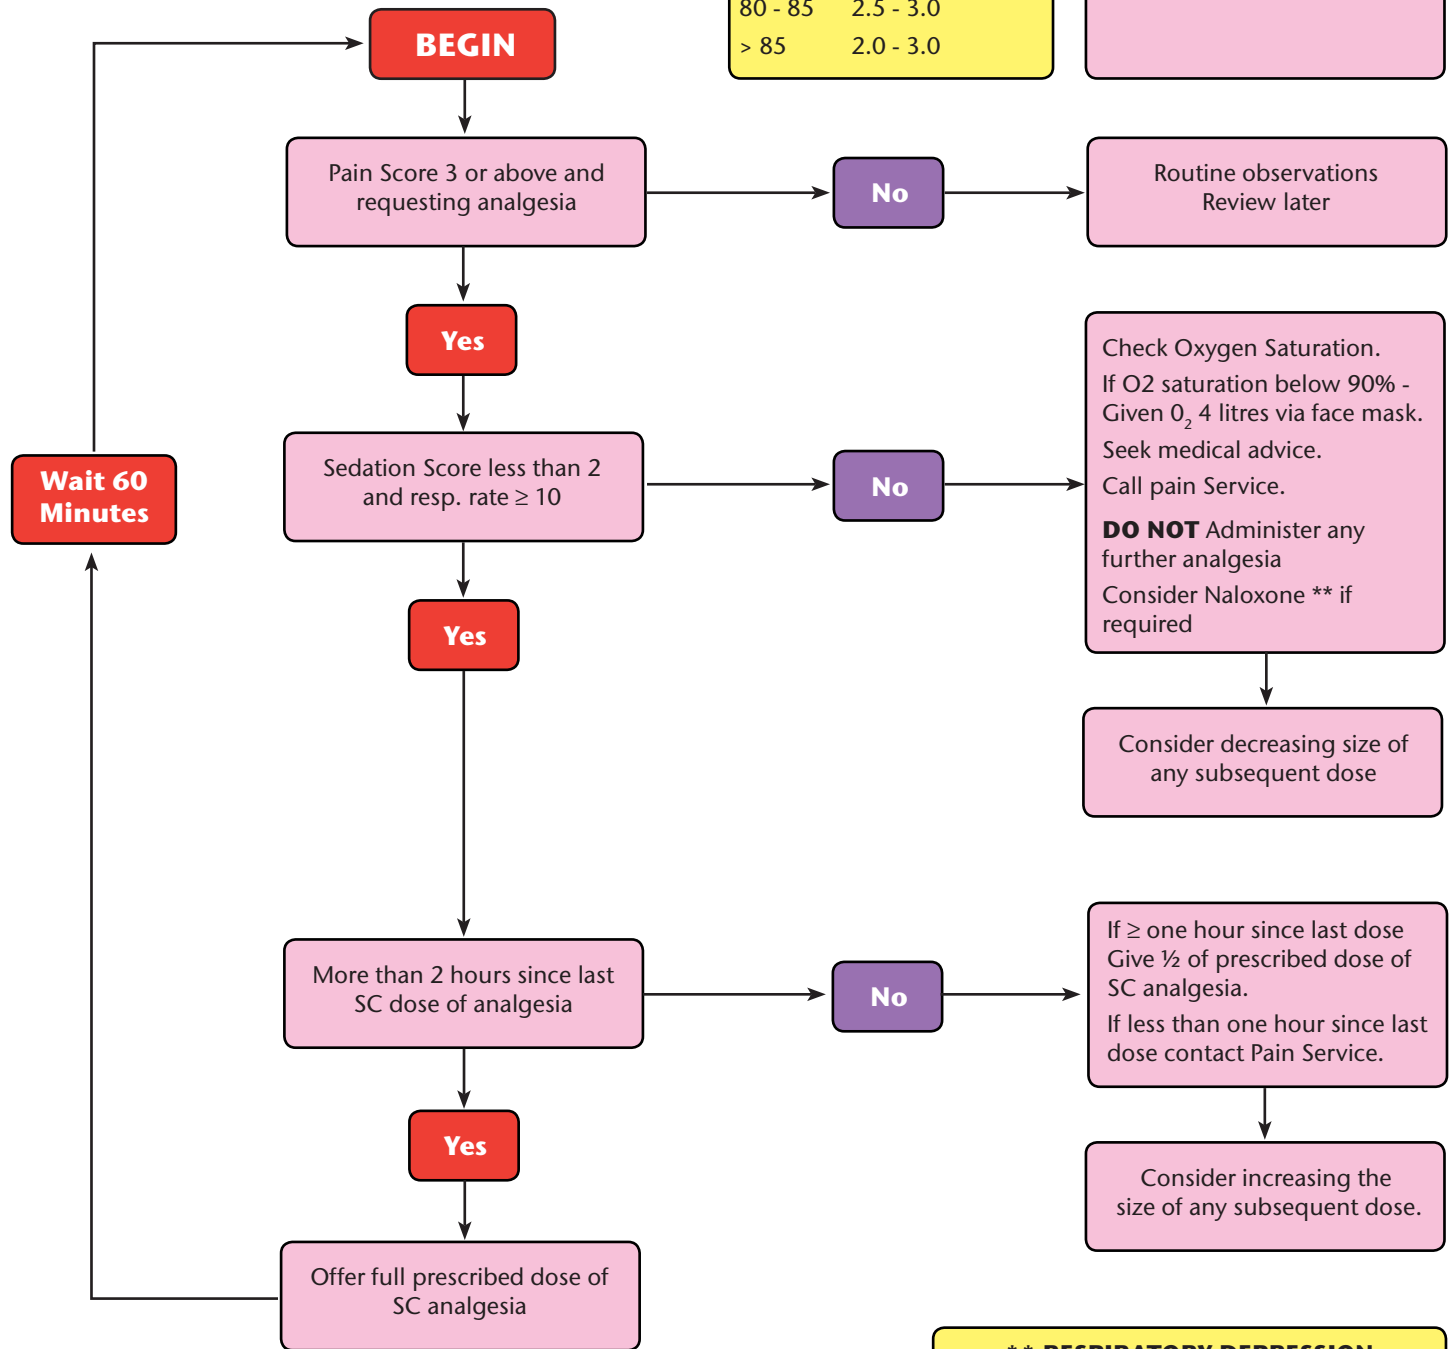 80 - 85 2.5 - 3.0
> 85 2.0 - 3.0
BEGIN
Pain Score 3 or above and
requesting analgesia
No
Routine observations
Review later
Yes
Sedation Score less than 2
and resp. rate ≥ 10
No
Check Oxygen Saturation.
If O2 saturation below 90% -
Given 0₂ 4 litres via face mask.
Seek medical advice.
Call pain Service.
DO NOT Administer any
further analgesia
Consider Naloxone ** if
required
Wait 60
Minutes
Yes
Consider decreasing size of
any subsequent dose
More than 2 hours since last
SC dose of analgesia
No
If ≥ one hour since last dose
Give ½ of prescribed dose of
SC analgesia.
If less than one hour since last
dose contact Pain Service.
Yes
Consider increasing the
size of any subsequent dose.
Offer full prescribed dose of
SC analgesia
** RESPIRATORY DEPRESSION